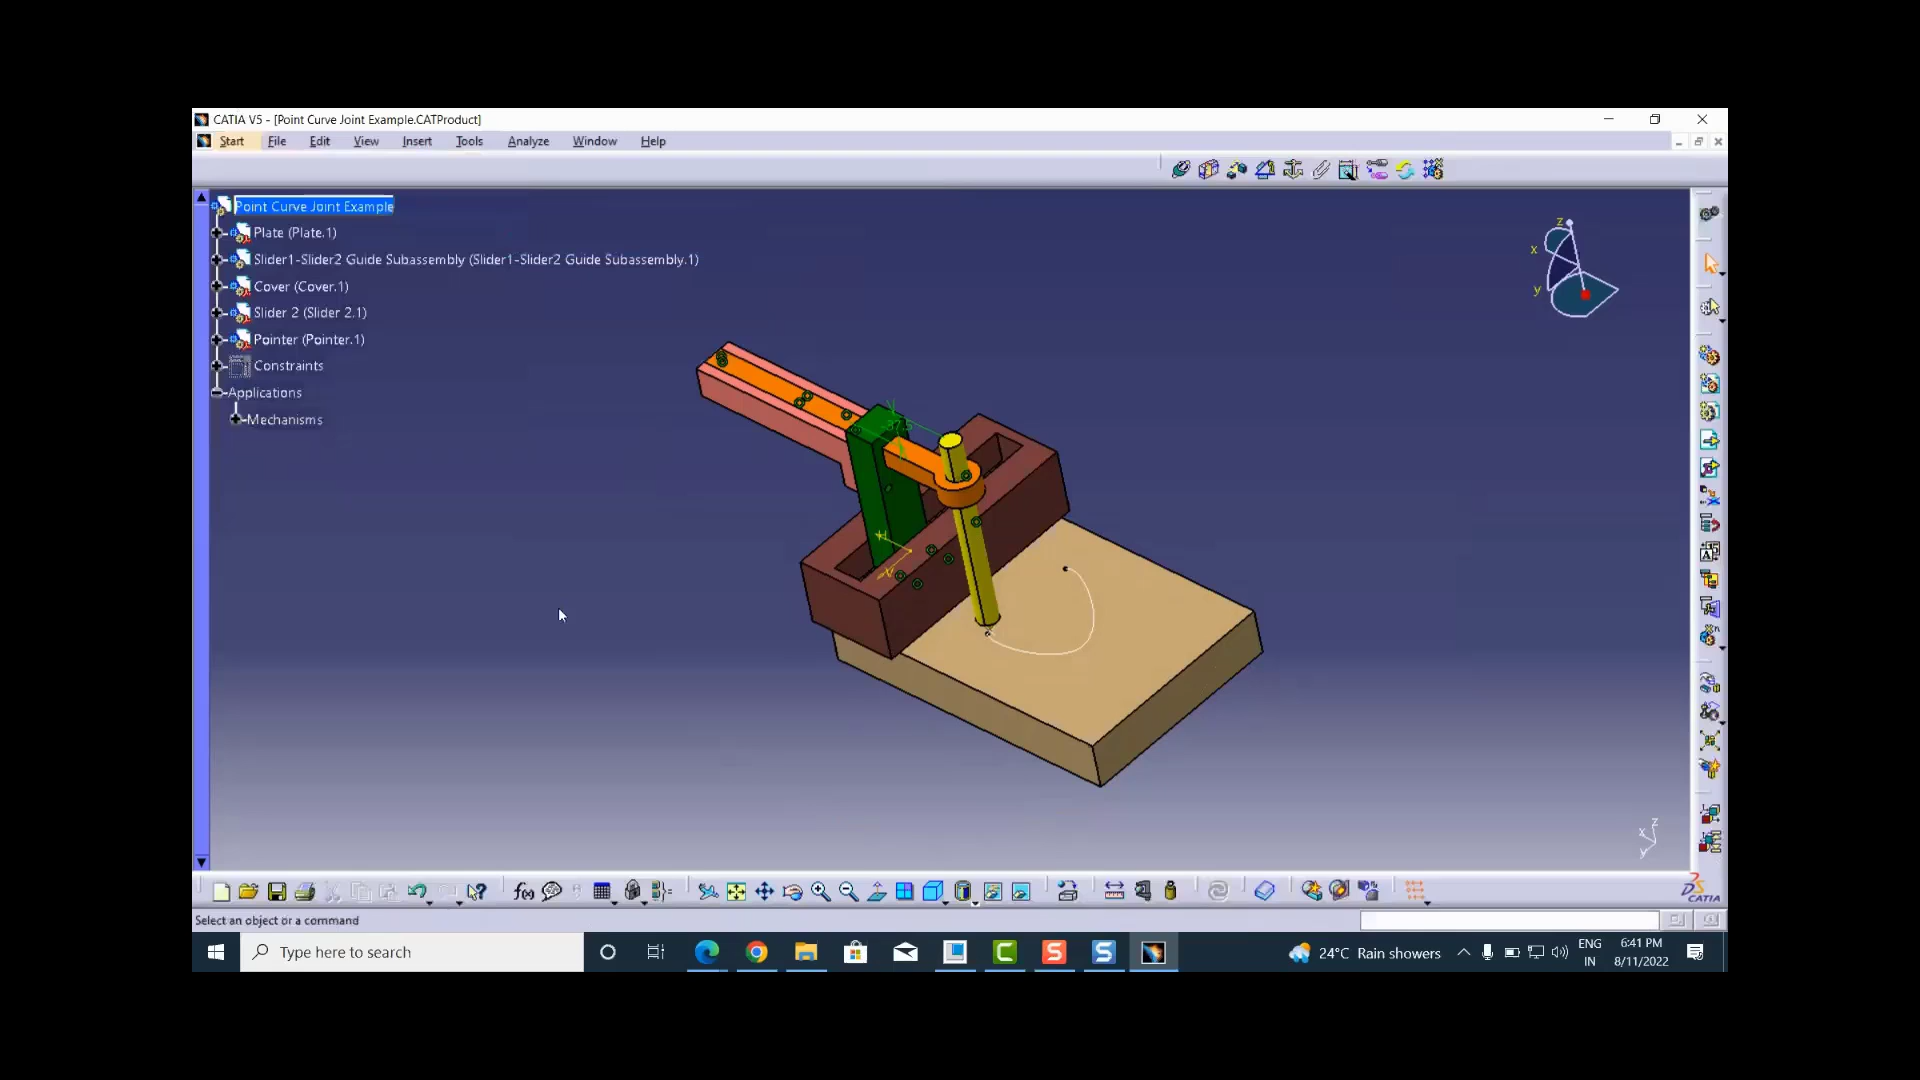 CATIA V5 - [Point Curve Joint Example.CATProduct]
Start File Edit View Insert Tools Analyze Window Help
Point Curve Joint Example
Plate (Plate.1)
Slider1-Slider2 Guide Subassembly (Slider1-Slider2 Guide Subassembly.1)
Cover (Cover.1)
Slider 2 (Slider 2.1)
Pointer (Pointer.1)
Constraints
Applications
Mechanisms
z
x
y
H
V
z
x
y
CATIA
Select an object or a command
Type here to search
24°C Rain showers
ENG
IN
6:41 PM
8/11/2022